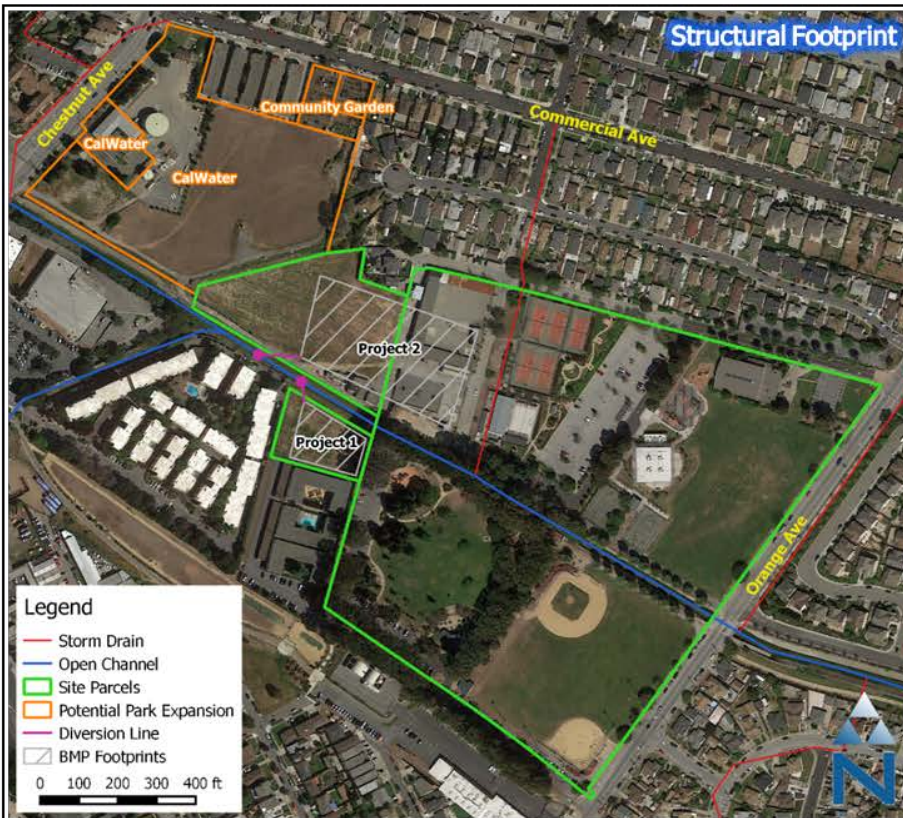 Structural Footprint
Chestnut Ave
Community Garden
Commercial Ave
CalWater
CalWater
Project 2
Project 1
Orange Ave
Legend
Storm Drain
Open Channel
Site Parcels
Potential Park Expansion
Diversion Line
BMP Footprints
0 100 200 300 400 ft
N